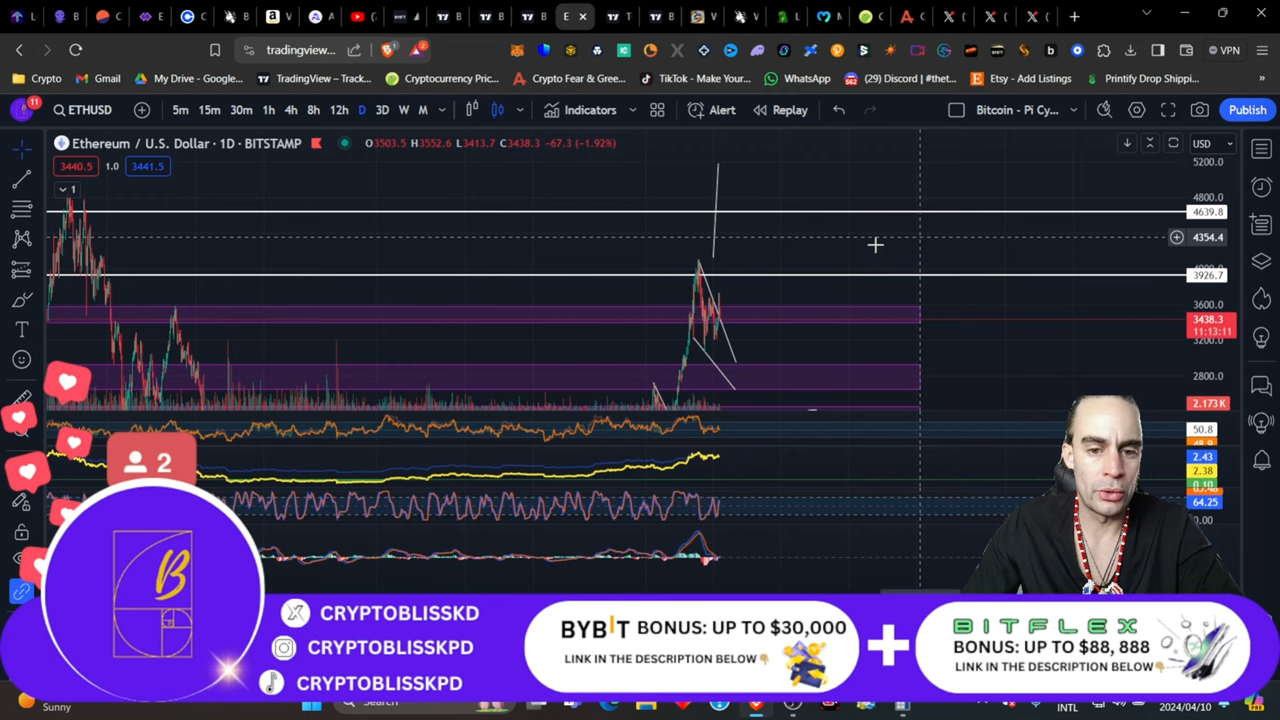 E
VPN
Crypto
Gmail
My Drive - Google...
TradingView – Track...
Cryptocurrency Pric...
Crypto Fear & Gree...
TikTok - Make Your...
WhatsApp
(29) Discord | #thet...
Etsy - Add Listings
Printify Drop Shippi...
tradingview...
11
ETHUSD
5m 15m 30m 1h 4h 8h 12h D 3D W M
Indicators
Alert
Replay
Bitcoin - Pi Cy...
Publish
Ethereum / U.S. Dollar · 1D · BITSTAMP
O3503.5 H3552.6 L3413.7 C3438.3 −67.3 (−1.92%)
USD
3440.5 1.0 3441.5
1
5200.0
4800.0
4639.8
4354.4
3926.7
3600.0
3438.3
11:13:11
3200.0
2800.0
2.173 K
50.8
2.43
2.38
0.10
64.25
2
B
CRYPTOBLISSKD
CRYPTOBLISSKPD
CRYPTOBLISSKPD
BYBIT BONUS: UP TO $30,000
LINK IN THE DESCRIPTION BELOW
BITFLEX
BONUS: UP TO $88, 888
LINK IN THE DESCRIPTION BELOW
Sunny
Search
INTL
2024/04/10